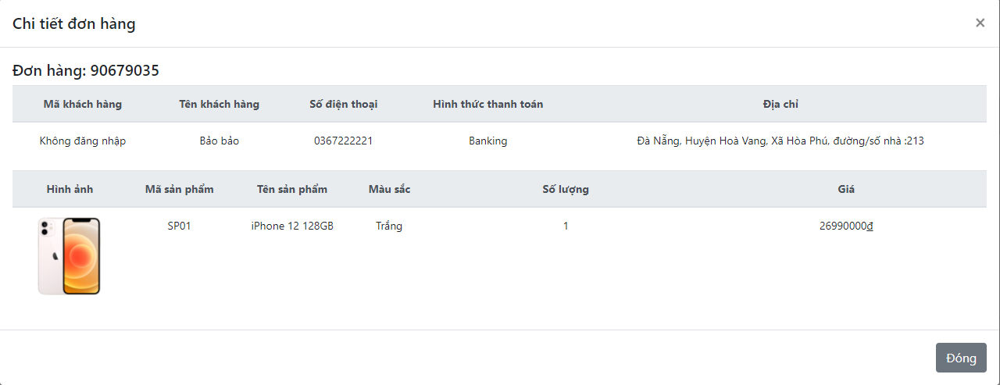 Chi tiết đơn hàng ×
Đơn hàng: 90679035
Mã khách hàng Tên khách hàng Số điện thoại Hình thức thanh toán Địa chỉ
Không đăng nhập Bảo bảo 0367222221 Banking Đà Nẵng, Huyện Hoà Vang, Xã Hòa Phú, đường/số nhà :213
Hình ảnh Mã sản phẩm Tên sản phẩm Màu sắc Số lượng Giá
SP01 iPhone 12 128GB Trắng 1 26990000₫
Đóng